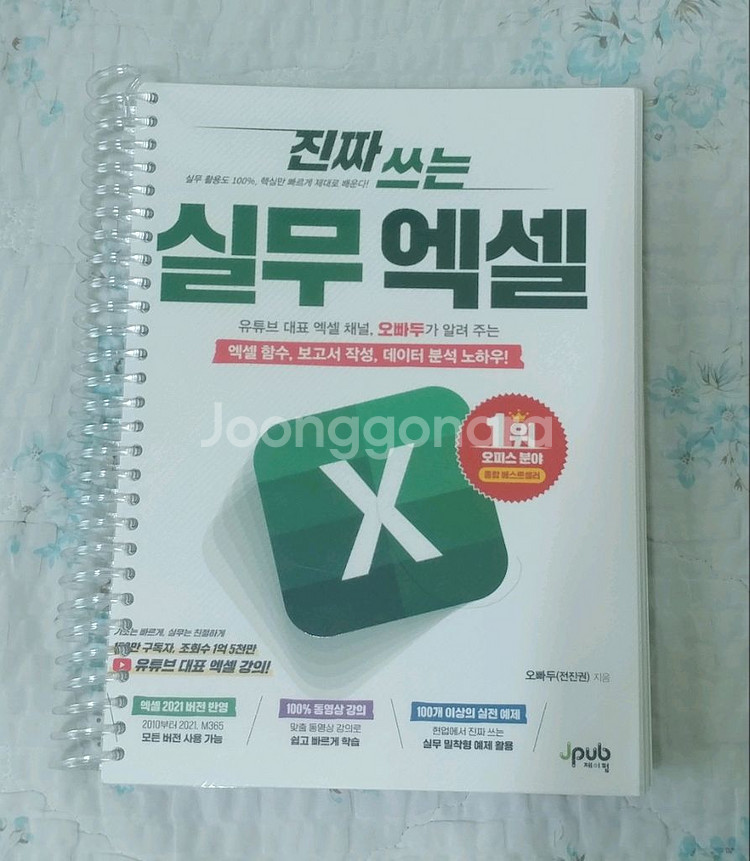 진짜 쓰는
실무 활용도 100%, 핵심만 빠르게 제대로 배운다!
실무 엑셀
유튜브 대표 엑셀 채널, 오빠두가 알려 주는
엑셀 함수, 보고서 작성, 데이터 분석 노하우!
Joonggonara
1위
오피스 분야
종합 베스트셀러
X
빠르게, 실무는 친절하게
구독자, 조회수 1억 5천만
유튜브 대표 엑셀 강의!
오빠두(전진권) 지음
엑셀 2021 버전 반영
2010부터 2021, M365
모든 버전 사용 가능
100% 동영상 강의
맞춤 동영상 강의로
쉽고 빠르게 학습
100개 이상의 실전 예제
현업에서 진짜 쓰는
실무 밀착형 예제 활용
Jpub
제이펍